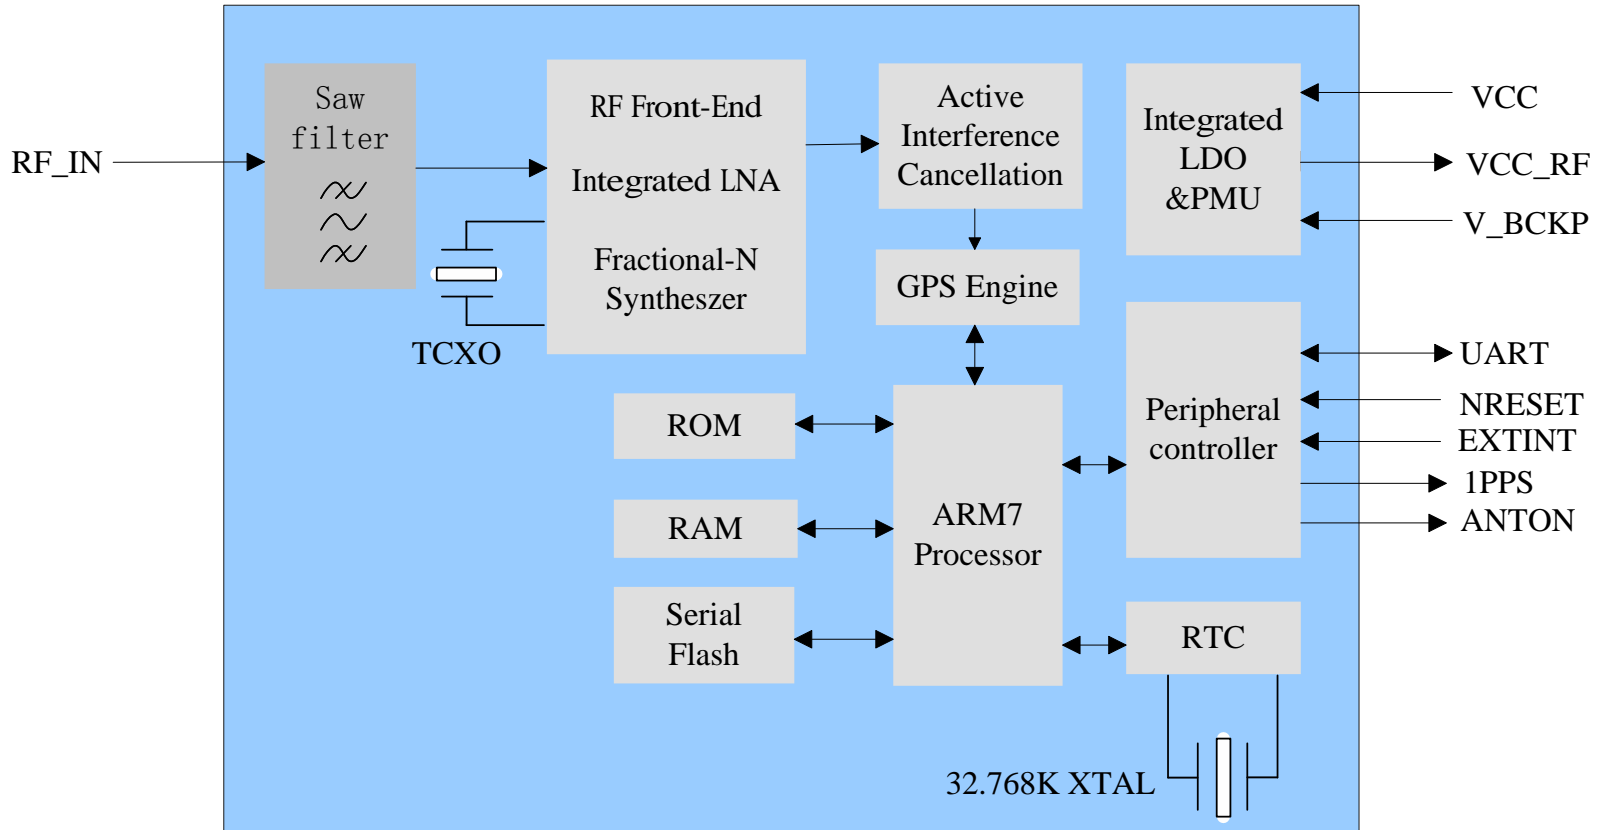 RF_IN
Saw
filter
TCXO
RF Front-End
Integrated LNA
Fractional-N
Syntheszer
Active
Interference
Cancellation
GPS Engine
Integrated
LDO
&PMU
VCC
VCC_RF
V_BCKP
ROM
RAM
Serial
Flash
ARM7
Processor
Peripheral
controller
UART
NRESET
EXTINT
1PPS
ANTON
RTC
32.768K XTAL